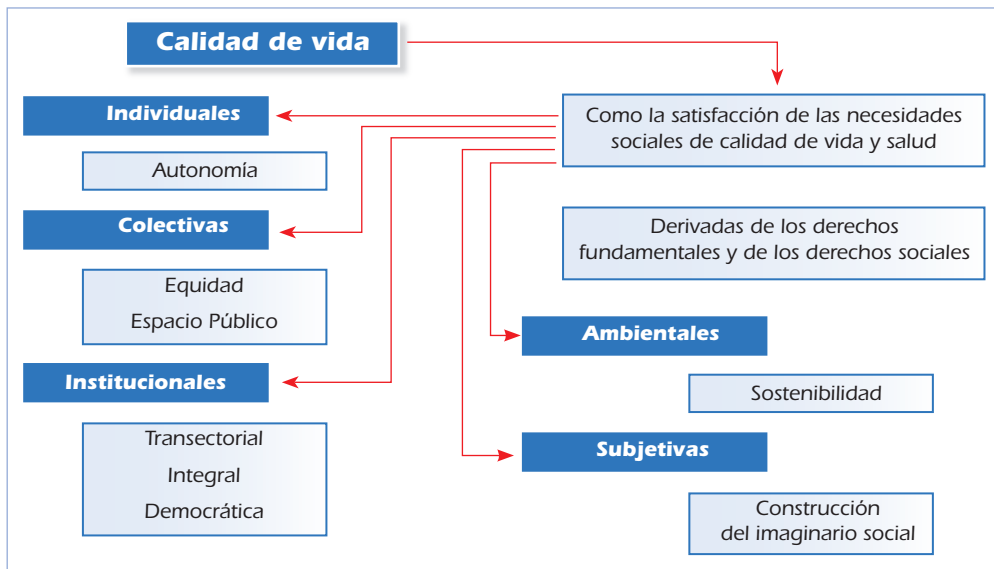 Calidad de vida
Como la satisfacción de las necesidades
sociales de calidad de vida y salud
Derivadas de los derechos
fundamentales y de los derechos sociales
Individuales
Autonomía
Colectivas
Equidad
Espacio Público
Institucionales
Transectorial
Integral
Democrática
Ambientales
Sostenibilidad
Subjetivas
Construcción
del imaginario social